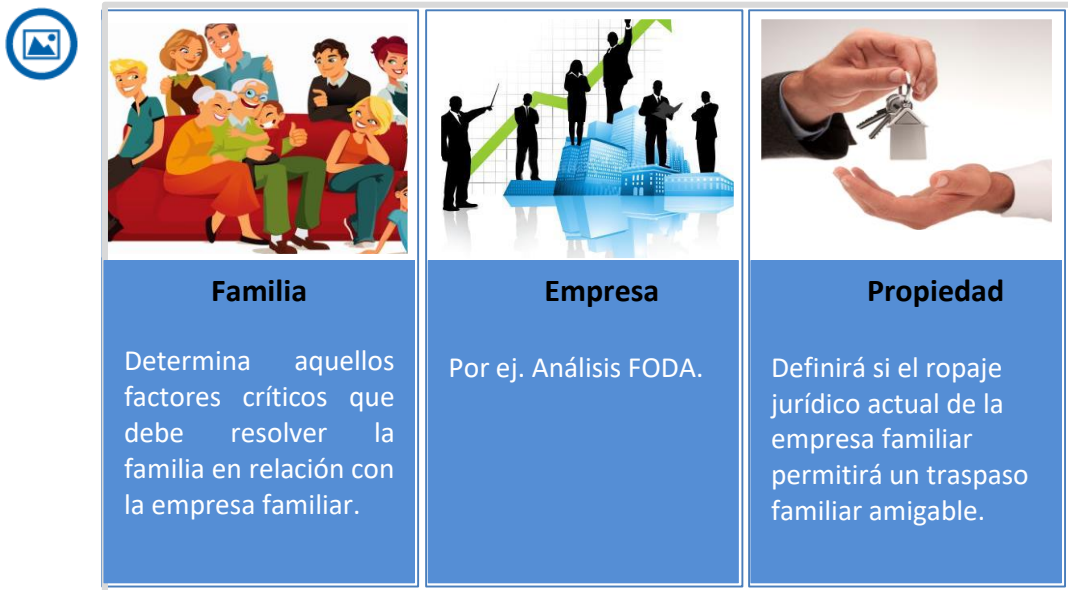 Familia
Determina aquellos
factores críticos que
debe resolver la
familia en relación con
la empresa familiar.
Empresa
Por ej. Análisis FODA.
Propiedad
Definirá si el ropaje
jurídico actual de la
empresa familiar
permitirá un traspaso
familiar amigable.